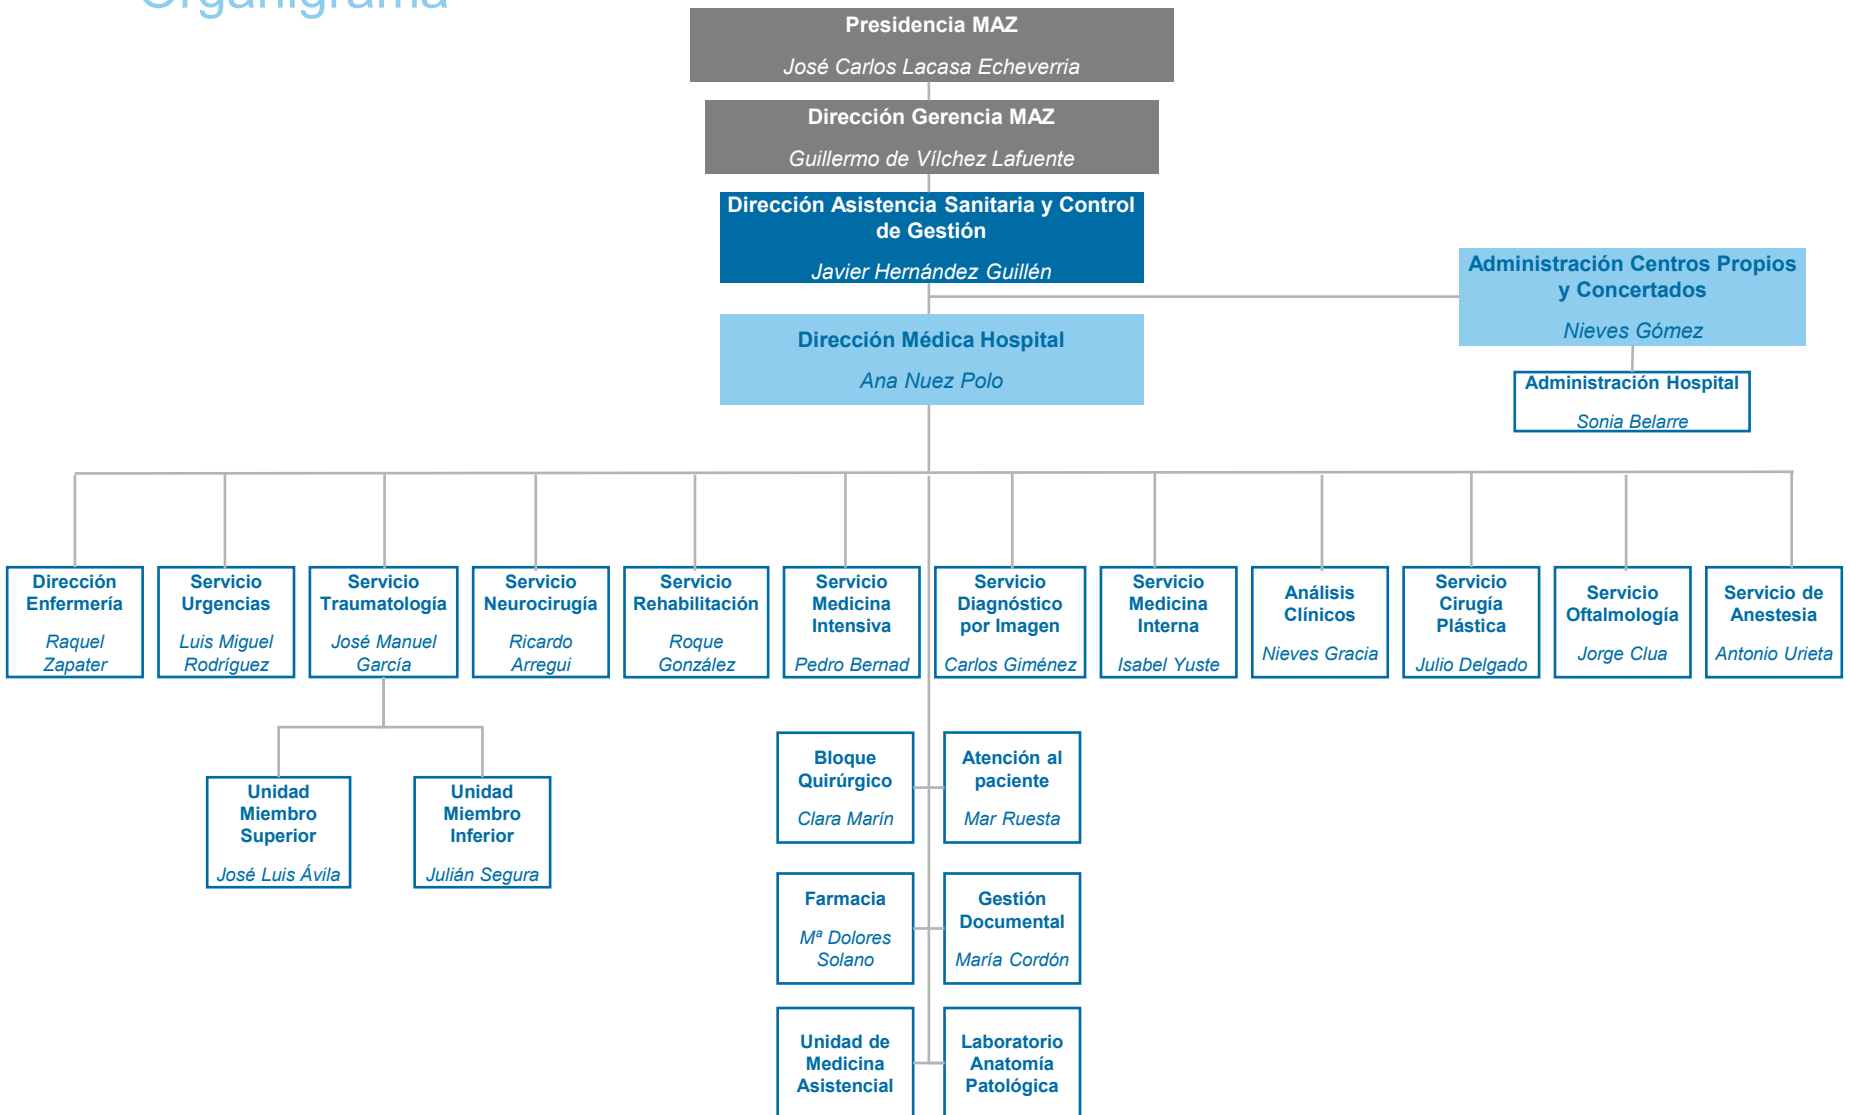 Organigrama
Presidencia MAZ
José Carlos Lacasa Echeverria
Dirección Gerencia MAZ
Guillermo de Vílchez Lafuente
Dirección Asistencia Sanitaria y Control
de Gestión
Javier Hernández Guillén
Administración Centros Propios
y Concertados
Nieves Gómez
Dirección Médica Hospital
Ana Nuez Polo
Administración Hospital
Sonia Belarre
Dirección
Enfermería
Raquel
Zapater
Servicio
Urgencias
Luis Miguel
Rodríguez
Servicio
Traumatología
José Manuel
García
Servicio
Neurocirugía
Ricardo
Arregui
Servicio
Rehabilitación
Roque
González
Servicio
Medicina
Intensiva
Pedro Bernad
Servicio
Diagnóstico
por Imagen
Carlos Giménez
Servicio
Medicina
Interna
Isabel Yuste
Análisis
Clínicos
Nieves Gracia
Servicio
Cirugía
Plástica
Julio Delgado
Servicio
Oftalmología
Jorge Clua
Servicio de
Anestesia
Antonio Urieta
Unidad
Miembro
Superior
José Luis Ávila
Unidad
Miembro
Inferior
Julián Segura
Bloque
Quirúrgico
Clara Marín
Atención al
paciente
Mar Ruesta
Farmacia
Mª Dolores
Solano
Gestión
Documental
María Cordón
Unidad de
Medicina
Asistencial
Laboratorio
Anatomía
Patológica